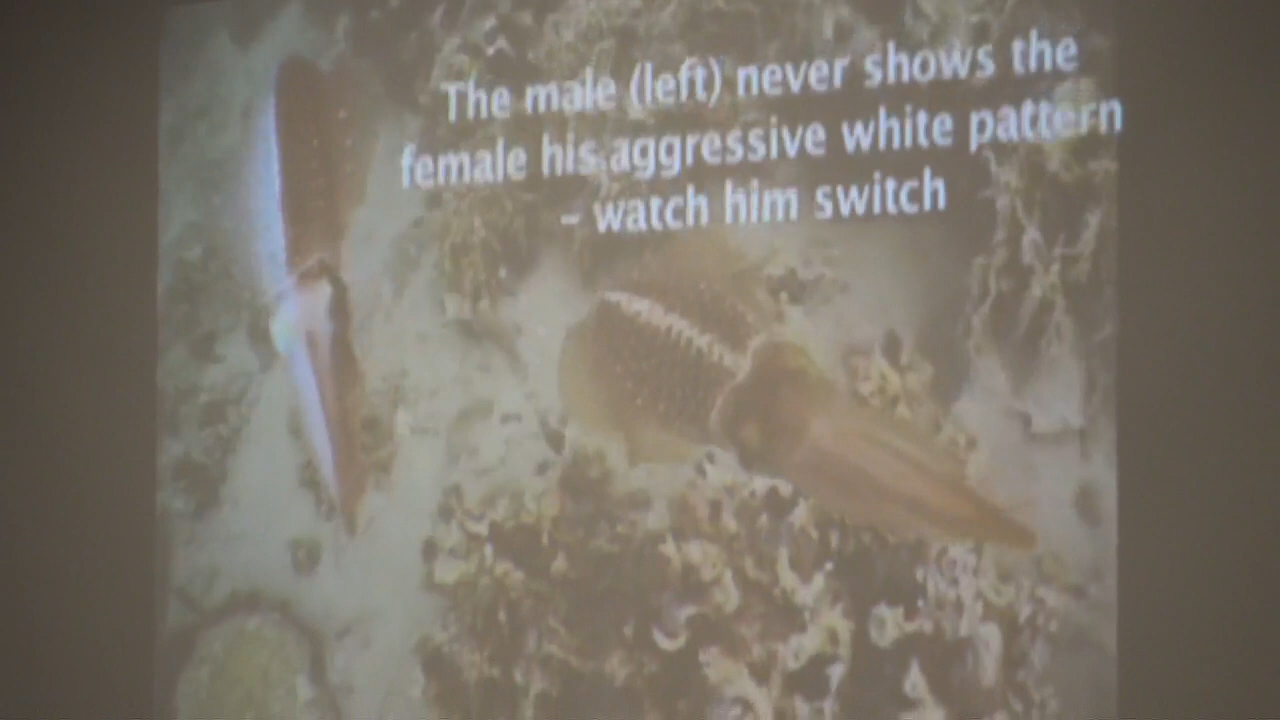 The male (left) never shows the
female his aggressive white pattern
– watch him switch